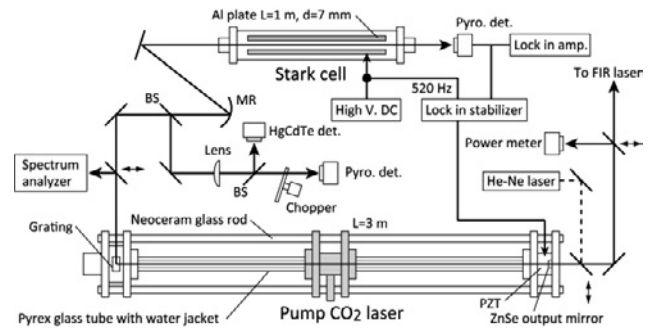 Al plate L=1 m, d=7 mm
Pyro. det.
Lock in amp.
Stark cell
To FIR laser
BS
MR
520 Hz
High V. DC
Lock in stabilizer
HgCdTe det.
Power meter
Lens
Spectrum analyzer
BS
Pyro. det.
He-Ne laser
Chopper
Neoceram glass rod
L=3 m
Grating
PZT
Pyrex glass tube with water jacket
Pump CO2 laser
ZnSe output mirror